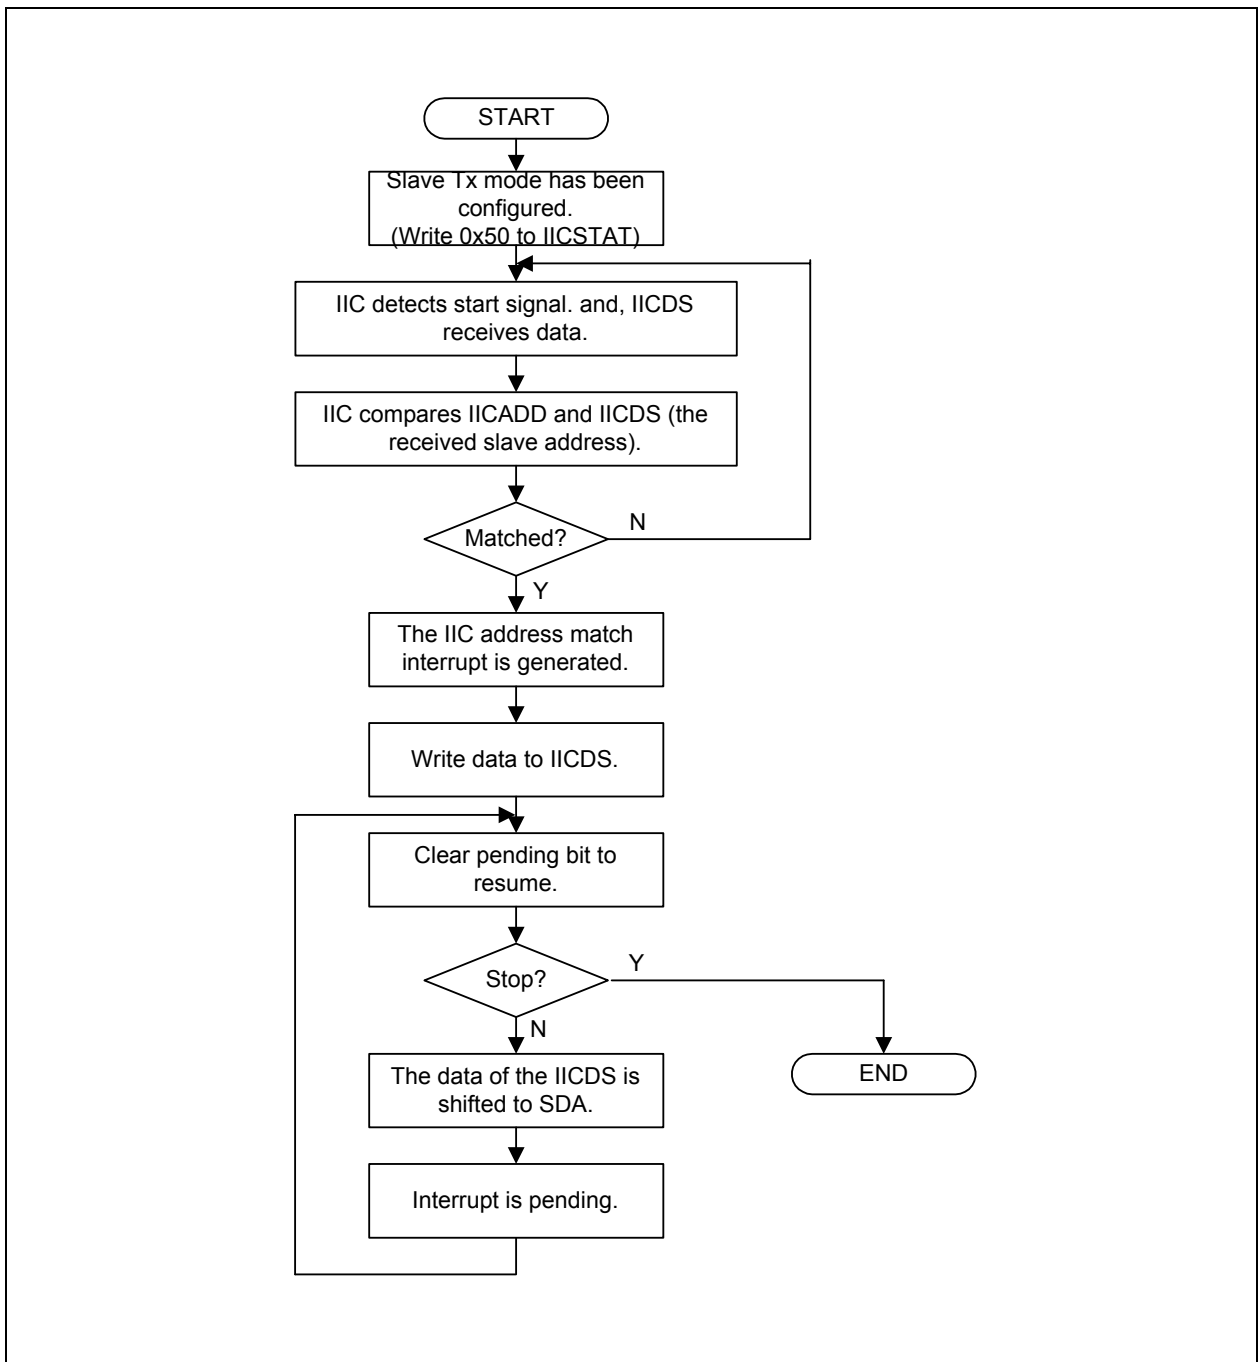 START
Slave Tx mode has been
configured.
(Write 0x50 to IICSTAT)
IIC detects start signal. and, IICDS
receives data.
IIC compares IICADD and IICDS (the
received slave address).
Matched?
N
Y
The IIC address match
interrupt is generated.
Write data to IICDS.
Clear pending bit to
resume.
Stop?
Y
N
The data of the IICDS is
shifted to SDA.
END
Interrupt is pending.